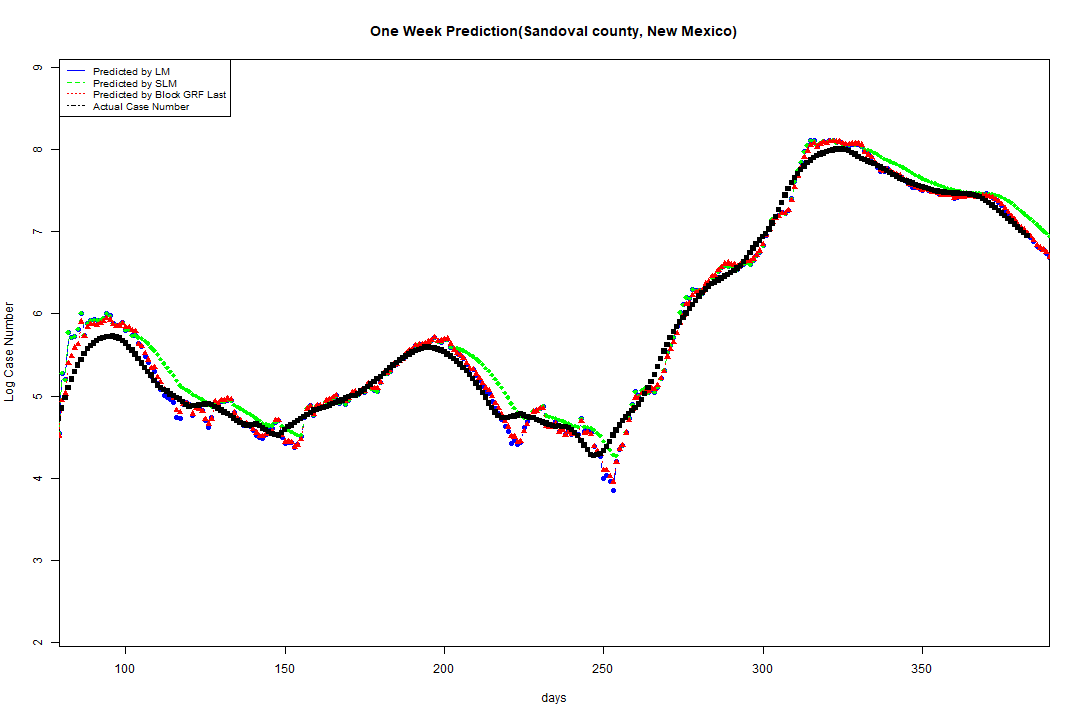 One Week Prediction(Sandoval county, New Mexico)
Predicted by LM
Predicted by SLM
Predicted by Block GRF Last
Actual Case Number
9
8
7
6
5
4
3
2
Log Case Number
100 150 200 250 300 350
days